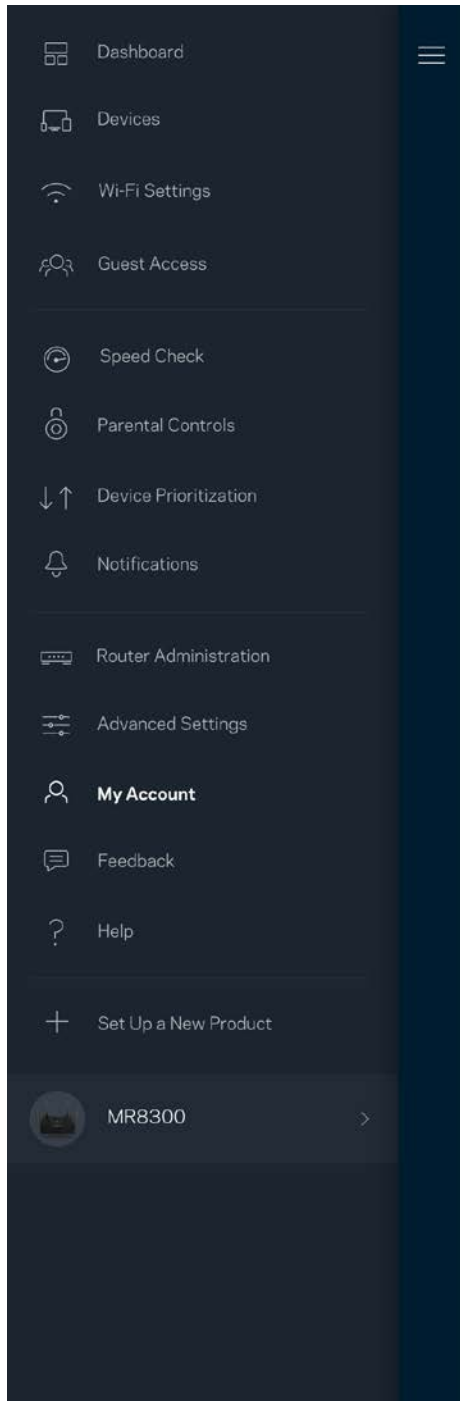 Dashboard
Devices
Wi-Fi Settings
Guest Access
Speed Check
Parental Controls
Device Prioritization
Notifications
Router Administration
Advanced Settings
My Account
Feedback
Help
Set Up a New Product
MR8300